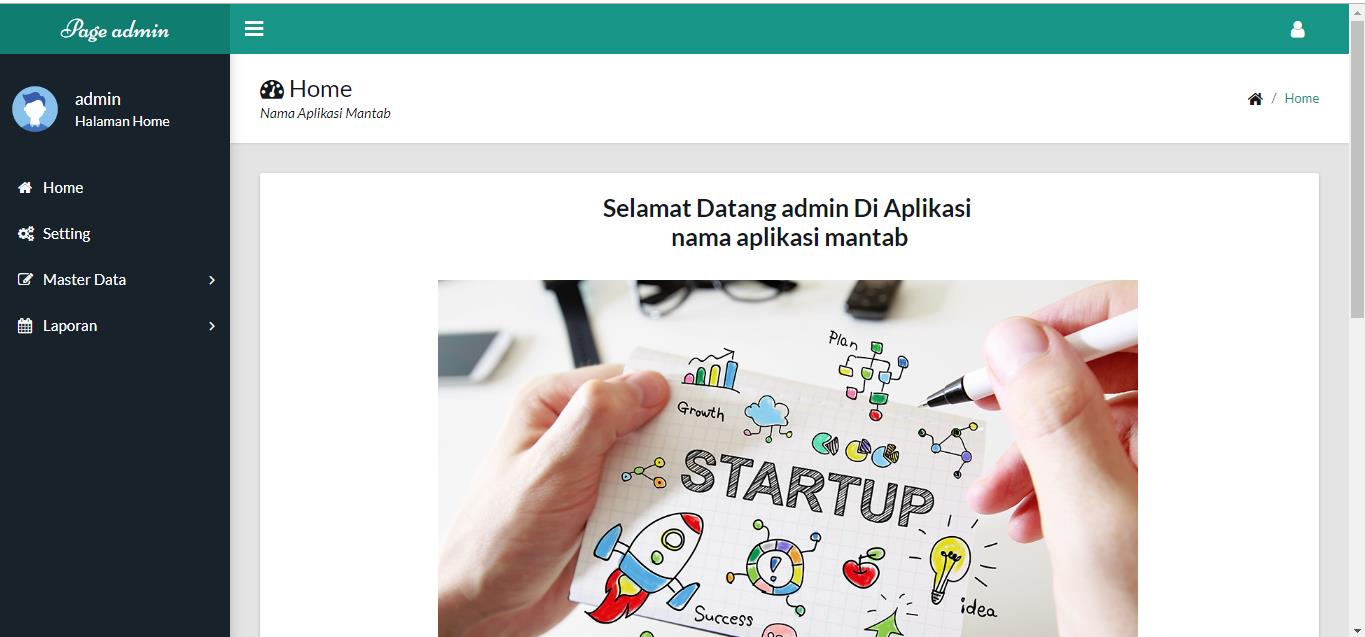 Page admin
admin
Halaman Home
Home
Setting
Master Data
Laporan
Home
Nama Aplikasi Mantab
/ Home
Selamat Datang admin Di Aplikasi
nama aplikasi mantab
Plan
Growth
STARTUP
Success
idea